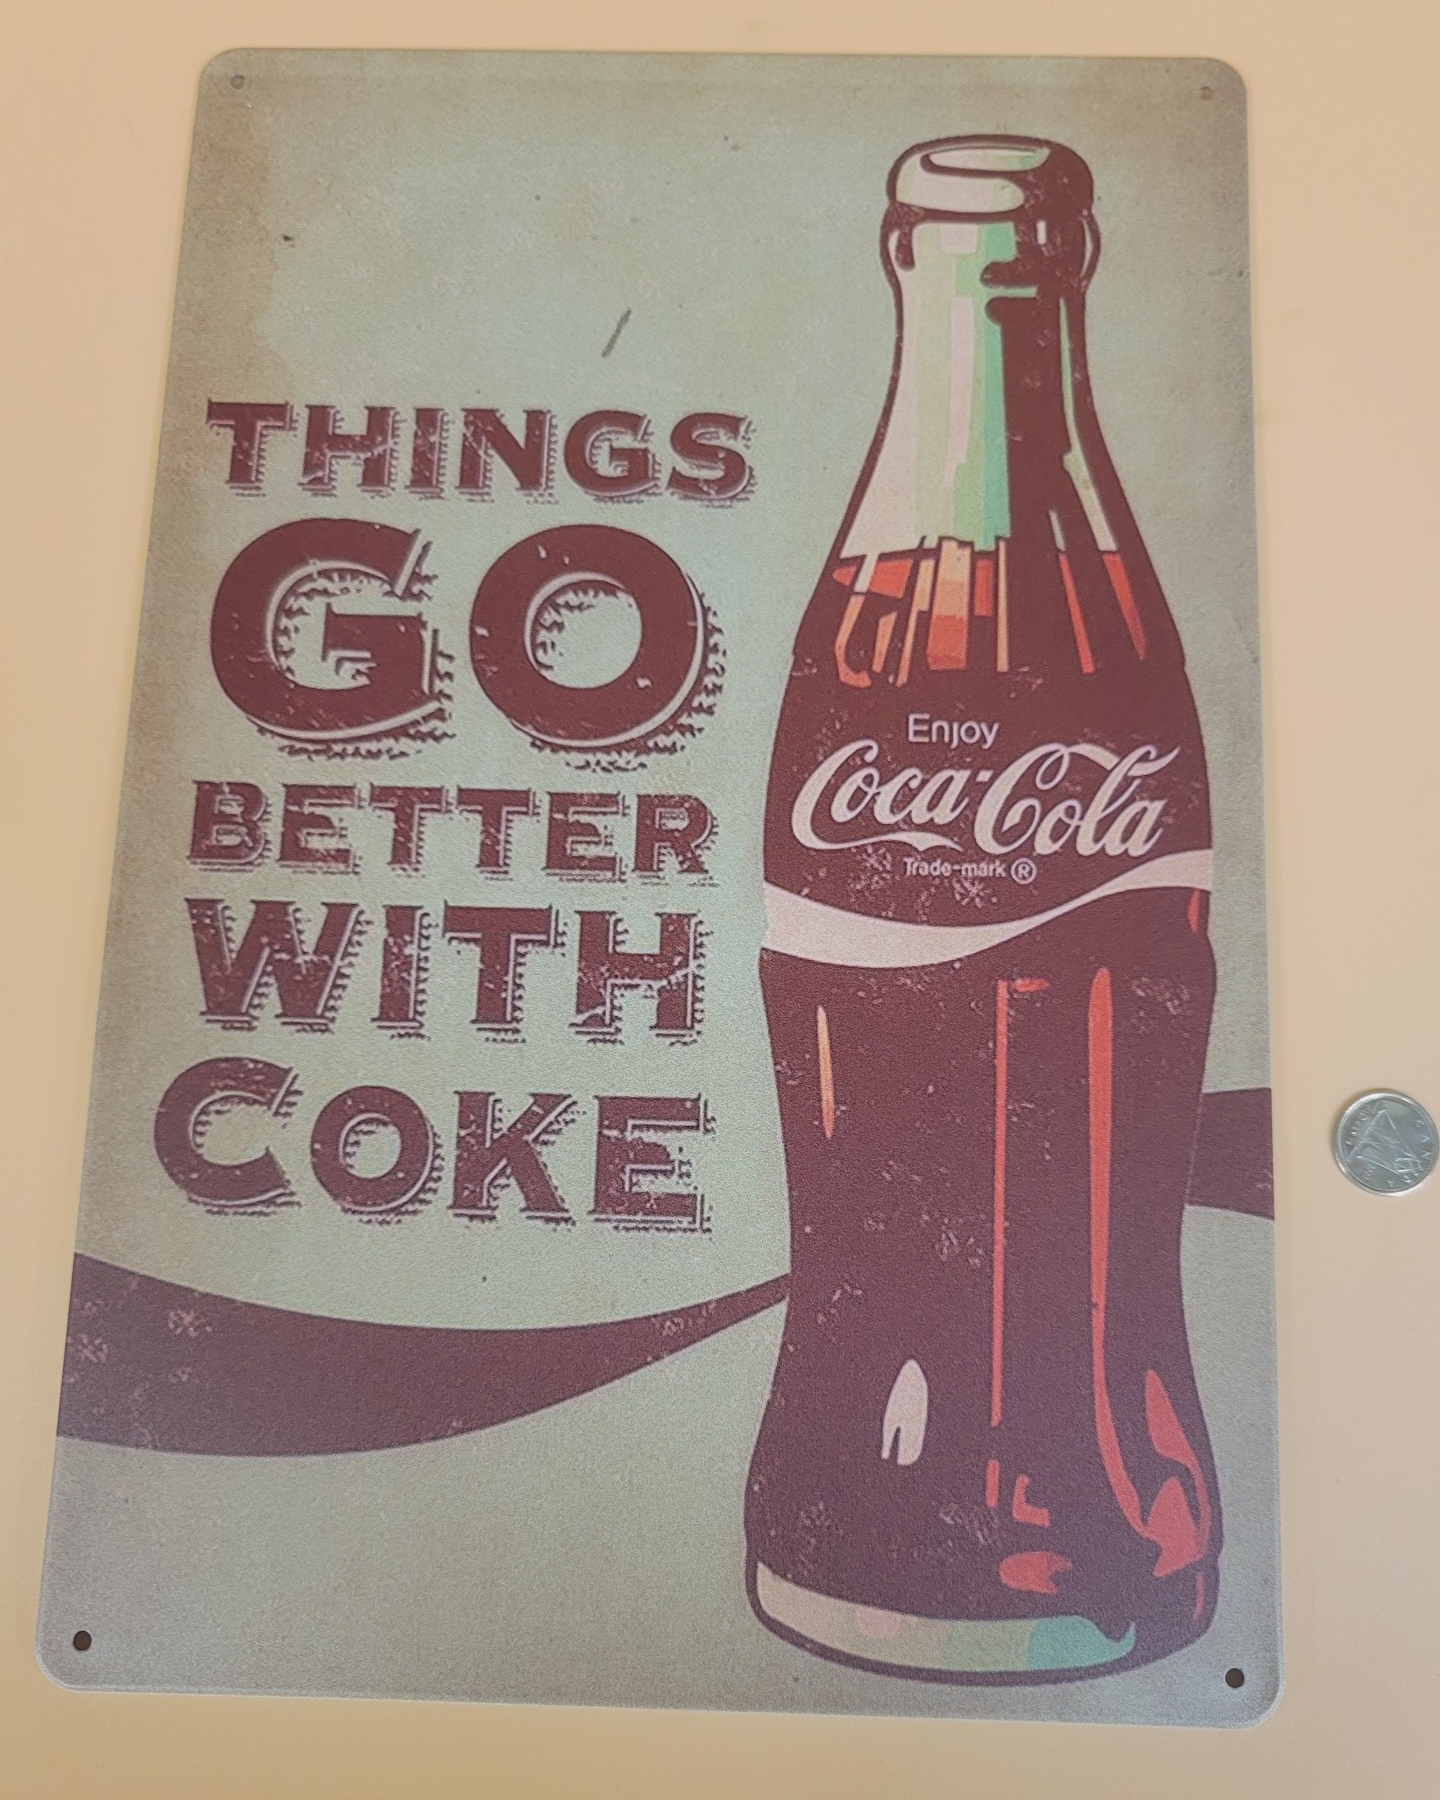 THINGS
GO
BETTER
WITH
COKE
Enjoy
Coca-Cola
Trade-mark ®